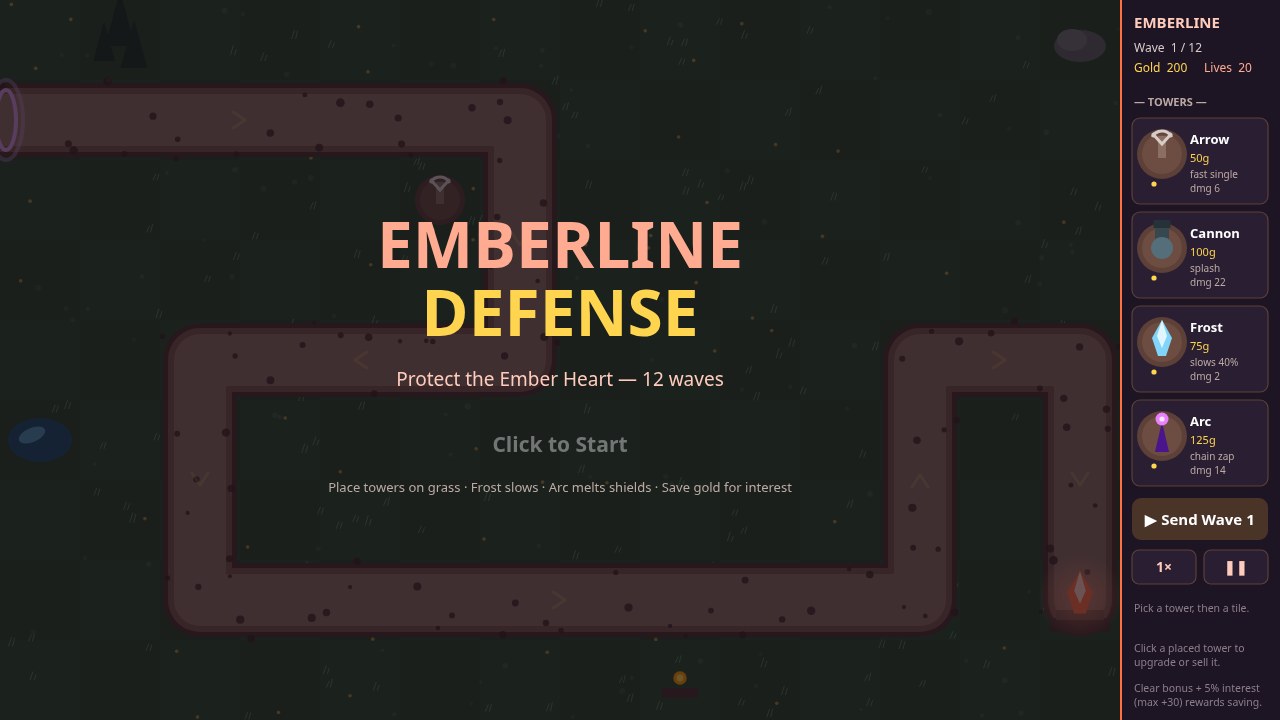 EMBERLINE
DEFENSE
Protect the Ember Heart — 12 waves
Click to Start
Place towers on grass · Frost slows · Arc melts shields · Save gold for interest
EMBERLINE
Wave 1 / 12
Gold 200 Lives 20
— TOWERS —
Arrow
50g
fast single
dmg 6
Cannon
100g
splash
dmg 22
Frost
75g
slows 40%
dmg 2
Arc
125g
chain zap
dmg 14
▶ Send Wave 1
1×
❚❚
Pick a tower, then a tile.
Click a placed tower to
upgrade or sell it.
Clear bonus + 5% interest
(max +30) rewards saving.